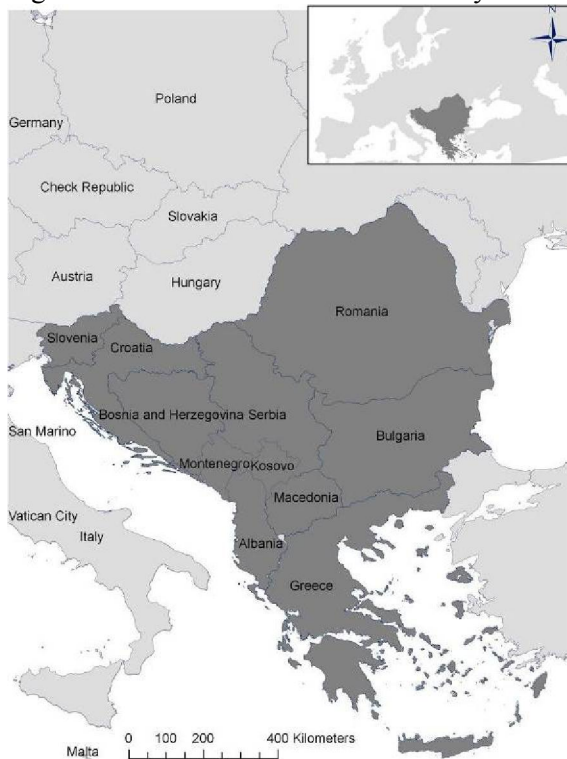 N
Poland
Germany
Check Republic
Slovakia
Austria
Hungary
Romania
Slovenia
Croatia
Bosnia and Herzegovina
Serbia
San Marino
Bulgaria
Montenegro
Kosovo
Macedonia
Vatican City
Italy
Albania
Greece
0 100 200 400 Kilometers
Malta